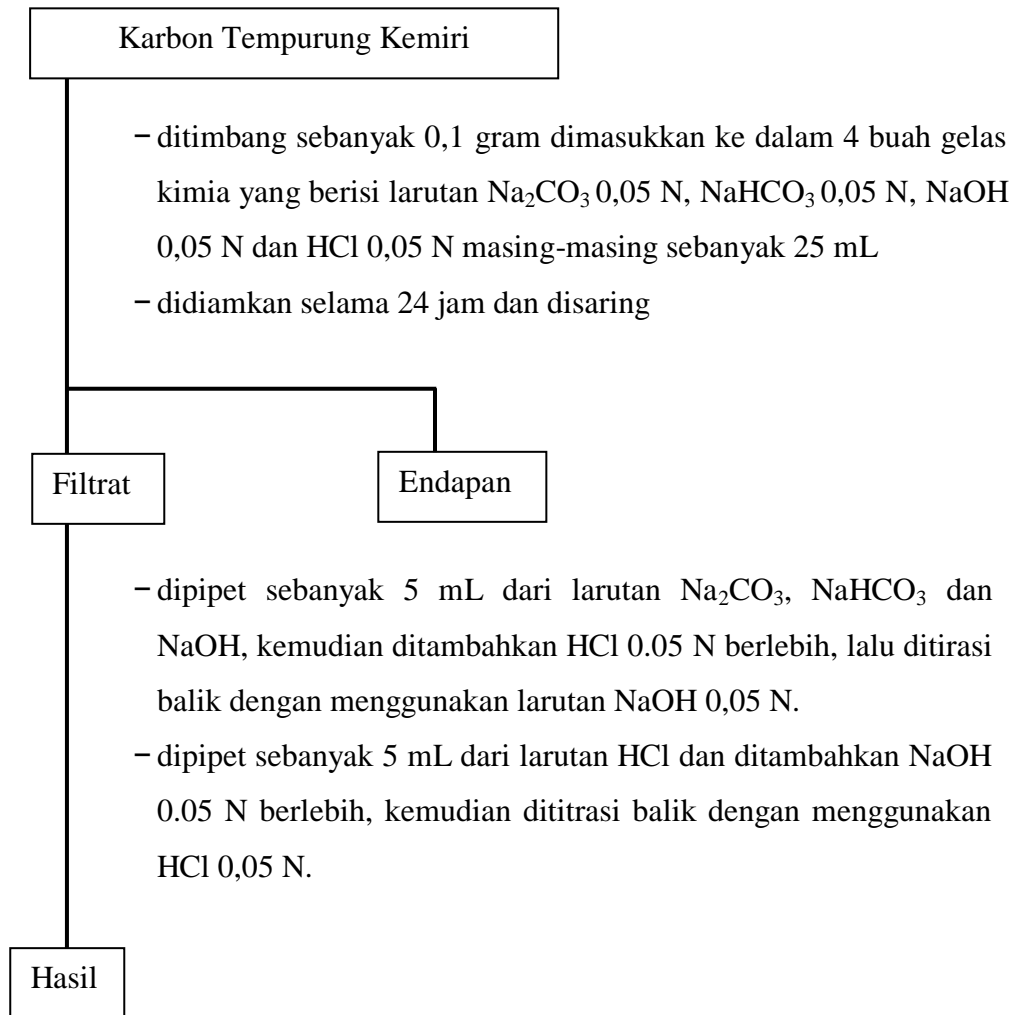 Karbon Tempurung Kemiri
− ditimbang sebanyak 0,1 gram dimasukkan ke dalam 4 buah gelas
kimia yang berisi larutan Na₂CO₃ 0,05 N, NaHCO₃ 0,05 N, NaOH
0,05 N dan HCl 0,05 N masing-masing sebanyak 25 mL
− didiamkan selama 24 jam dan disaring
Filtrat
Endapan
− dipipet sebanyak 5 mL dari larutan Na₂CO₃, NaHCO₃ dan
NaOH, kemudian ditambahkan HCl 0.05 N berlebih, lalu ditirasi
balik dengan menggunakan larutan NaOH 0,05 N.
− dipipet sebanyak 5 mL dari larutan HCl dan ditambahkan NaOH
0.05 N berlebih, kemudian dititrasi balik dengan menggunakan
HCl 0,05 N.
Hasil